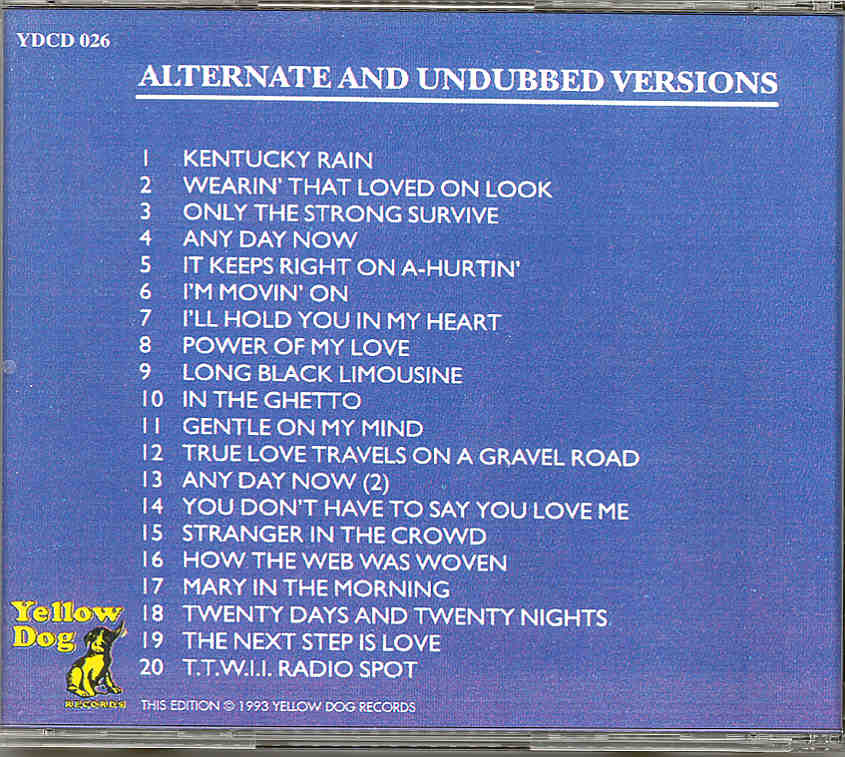 YDCD 026
ALTERNATE AND UNDUBBED VERSIONS
1 KENTUCKY RAIN
2 WEARIN' THAT LOVED ON LOOK
3 ONLY THE STRONG SURVIVE
4 ANY DAY NOW
5 IT KEEPS RIGHT ON A-HURTIN'
6 I'M MOVIN' ON
7 I'LL HOLD YOU IN MY HEART
8 POWER OF MY LOVE
9 LONG BLACK LIMOUSINE
10 IN THE GHETTO
11 GENTLE ON MY MIND
12 TRUE LOVE TRAVELS ON A GRAVEL ROAD
13 ANY DAY NOW (2)
14 YOU DON'T HAVE TO SAY YOU LOVE ME
15 STRANGER IN THE CROWD
16 HOW THE WEB WAS WOVEN
17 MARY IN THE MORNING
18 TWENTY DAYS AND TWENTY NIGHTS
19 THE NEXT STEP IS LOVE
20 T.T.W.I.I. RADIO SPOT
Yellow
Dog
RECORDS
THIS EDITION © 1993 YELLOW DOG RECORDS